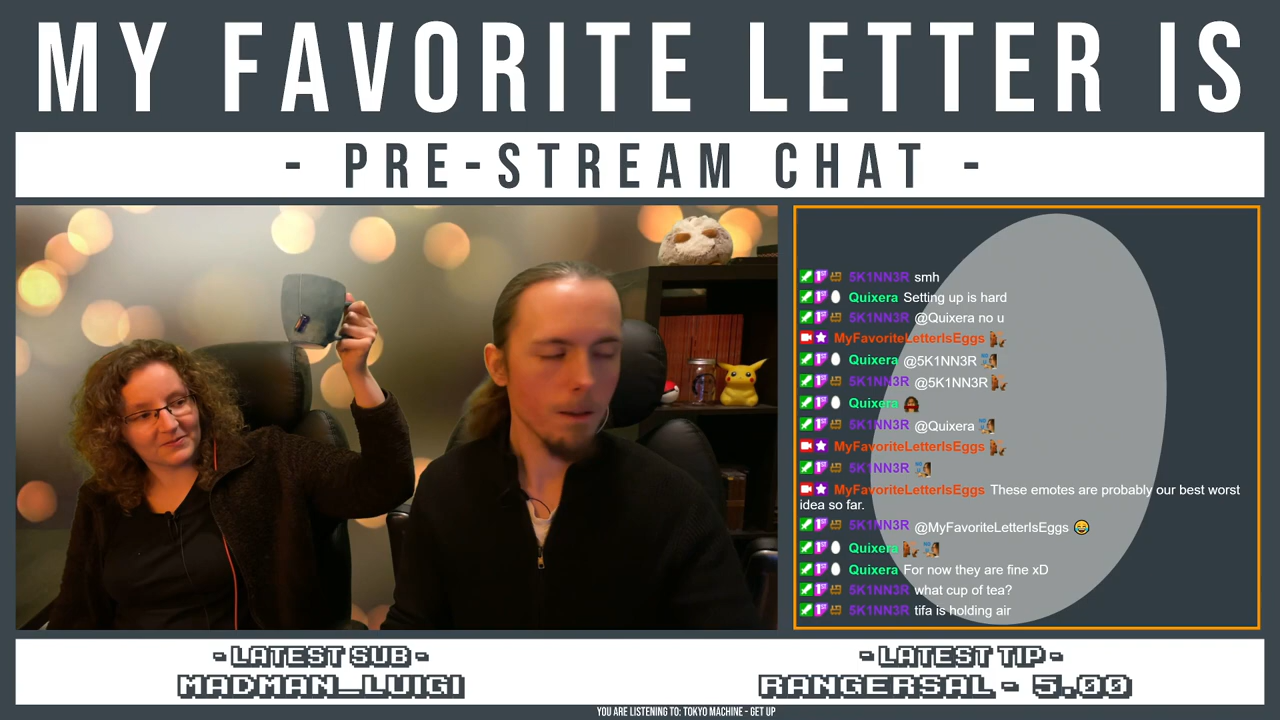 MY FAVORITE LETTER IS
- PRE-STREAM CHAT -
5K1NN3R smh
Quixera Setting up is hard
5K1NN3R @Quixera no u
MyFavoriteLetterIsEggs
Quixera @5K1NN3R
5K1NN3R @5K1NN3R
Quixera
5K1NN3R @Quixera
MyFavoriteLetterIsEggs
5K1NN3R
MyFavoriteLetterIsEggs These emotes are probably our best worst
idea so far.
5K1NN3R @MyFavoriteLetterIsEggs
Quixera
Quixera For now they are fine xD
5K1NN3R what cup of tea?
5K1NN3R tifa is holding air
- LATEST SUB -
MADMAN_LUIGI
- LATEST TIP -
RANGERSAL - 5.00
YOU ARE LISTENING TO: TOKYO MACHINE - GET UP